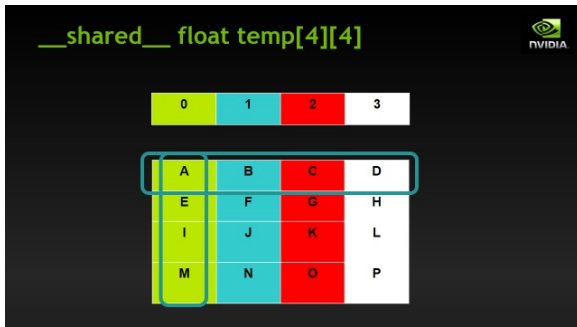 __shared__ float temp[4][4]
NVIDIA.
0 1 2 3
A B C D
E F G H
I J K L
M N O P